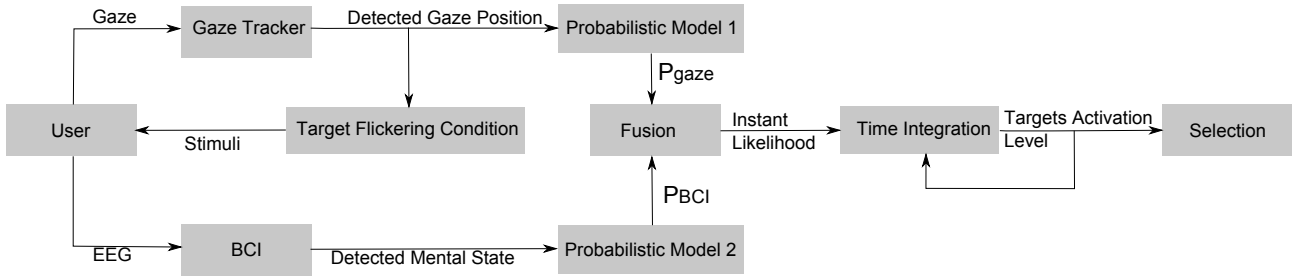 Gaze
Gaze Tracker
Detected Gaze Position
Probabilistic Model 1
Pgaze
User
Stimuli
Target Flickering Condition
Fusion
Instant
Likelihood
Time Integration
Targets Activation
Level
Selection
PBCI
EEG
BCI
Detected Mental State
Probabilistic Model 2